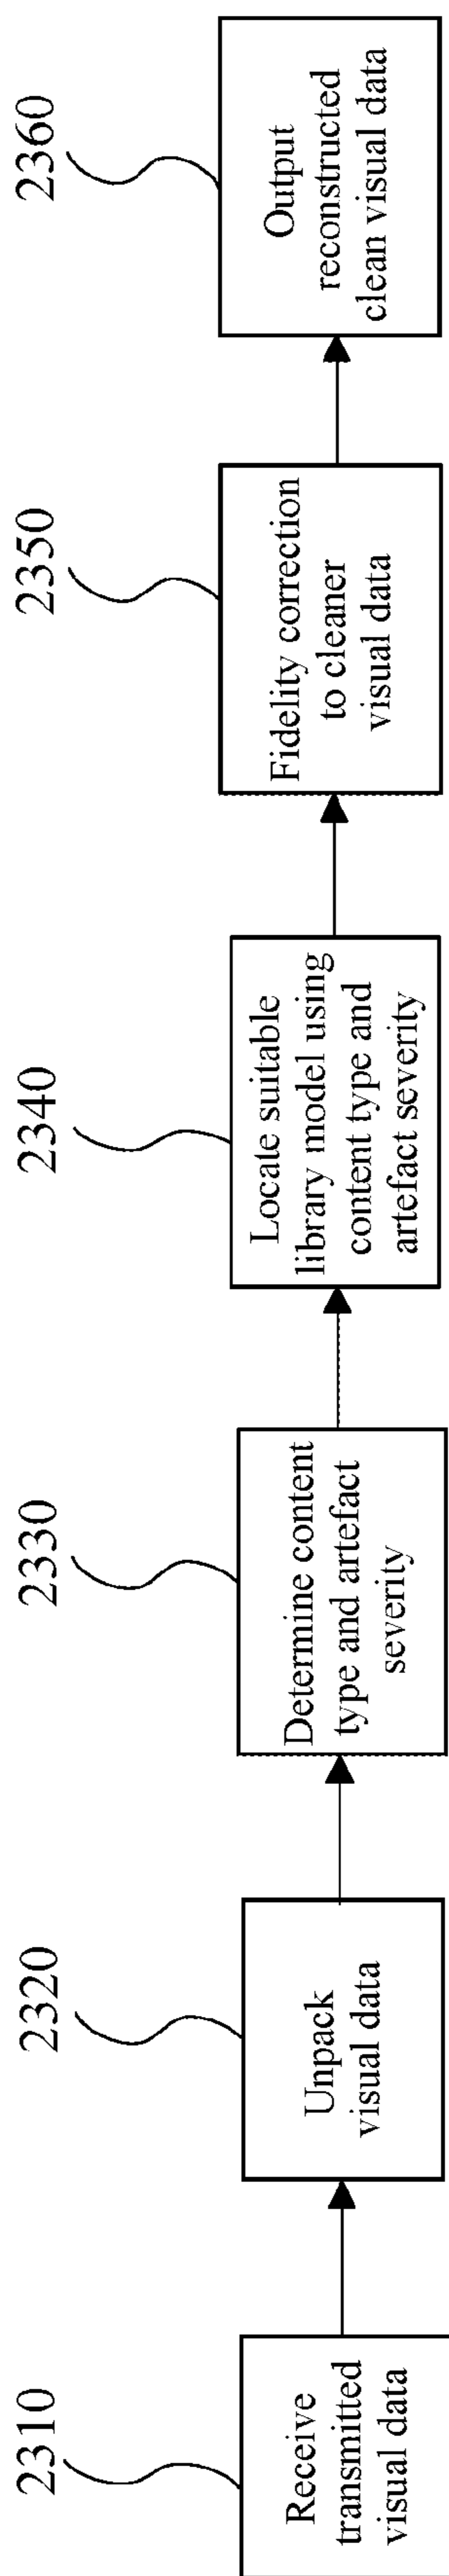 2310
Receive
transmitted
visual data
2320
Unpack
visual data
2330
Determine content
type and artefact
severity
2340
Locate suitable
library model using
content type and
artefact severity
2350
Fidelity correction
to cleaner
visual data
2360
Output
reconstructed
clean visual data